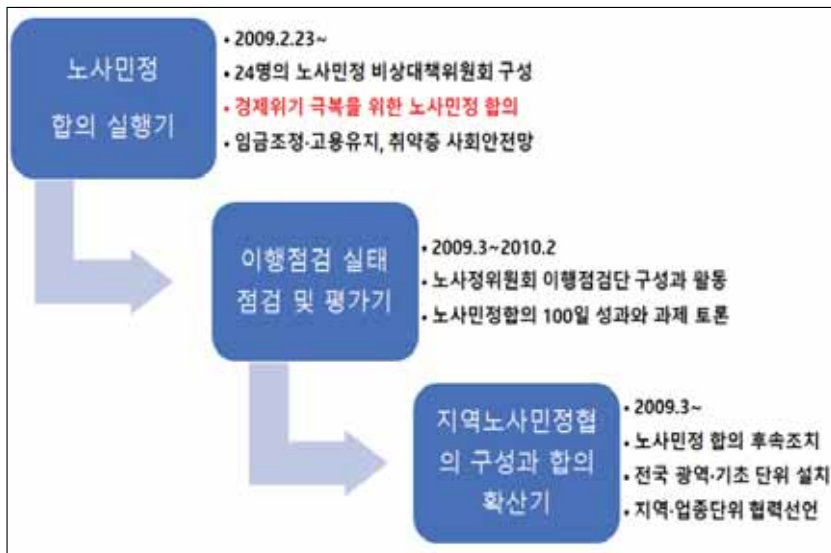 노사민정
합의 실행기
• 2009.2.23~
• 24명의 노사민정 비상대책위원회 구성
• 경제위기 극복을 위한 노사민정 합의
• 임금조정·고용유지, 취약층 사회안전망
이행점검 실태
점검 및 평가기
• 2009.3~2010.2
• 노사정위원회 이행점검단 구성과 활동
• 노사민정합의 100일 성과와 과제 토론
지역노사민정협
의 구성과 합의
확산기
• 2009.3~
• 노사민정 합의 후속조치
• 전국 광역·기초 단위 설치
• 지역·업종단위 협력선언